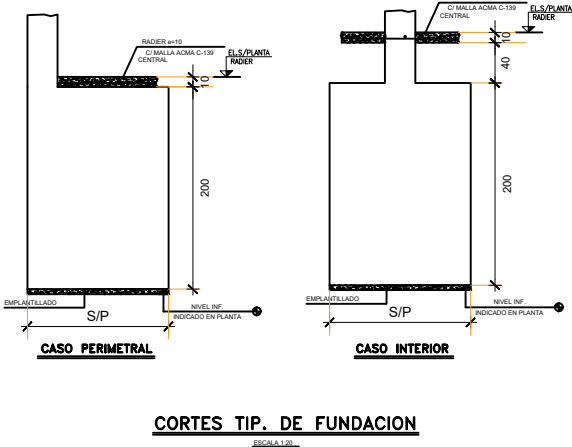 RADIER e=10
C/ MALLA ACMA C-139
CENTRAL
EL.S/PLANTA
RADIER
10
200
EMPLANTILLADO
NIVEL INF.
INDICADO EN PLANTA
S/P
CASO PERIMETRAL
C/ MALLA ACMA C-139
CENTRAL
EL.S/PLANTA
RADIER
10
40
200
EMPLANTILLADO
NIVEL INF.
INDICADO EN PLANTA
S/P
CASO INTERIOR
CORTES TIP. DE FUNDACION
ESCALA 1:20